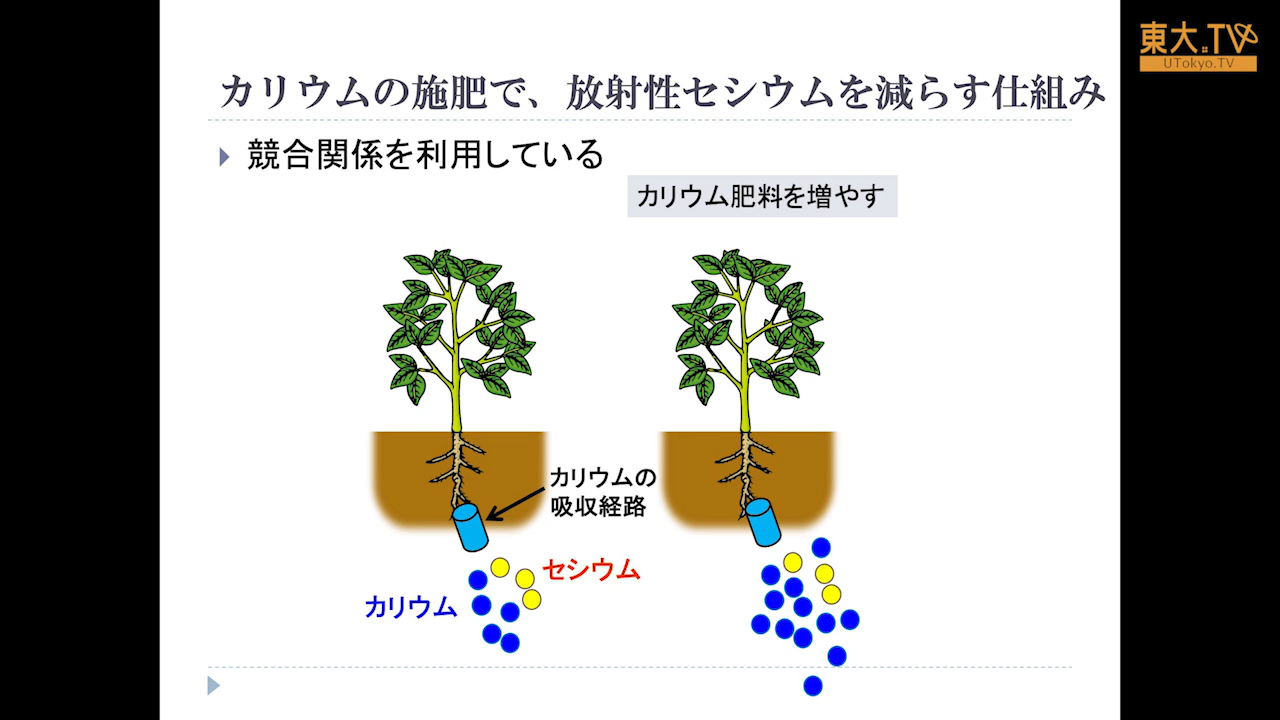 東大.TV
UTokyo.TV
カリウムの施肥で、放射性セシウムを減らす仕組み
競合関係を利用している
カリウム肥料を増やす
カリウムの
吸収経路
セシウム
カリウム